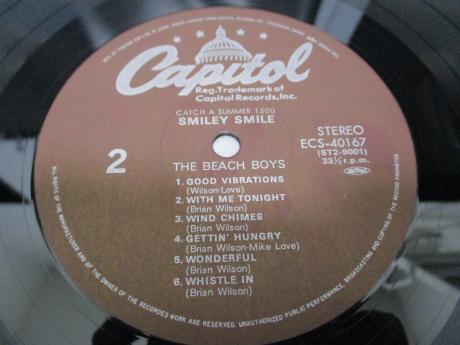 Capitol
Reg. Trademark of
Capitol Records, Inc.
CATCH A SUMMER 1500
SMILEY SMILE
STEREO
ECS-40167
(ST2-9001)
33⅓ r.p.m.
2
THE BEACH BOYS
1. GOOD VIBRATIONS
(Wilson-Love)
2. WITH ME TONIGHT
(Brian Wilson)
3. WIND CHIMES
(Brian Wilson)
4. GETTIN' HUNGRY
(Brian Wilson-Mike Love)
5. WONDERFUL
(Brian Wilson)
6. WHISTLE IN
(Brian Wilson)
ALL RIGHTS OF THE MANUFACTURER AND OF THE OWNER OF THE RECORDED WORK ARE RESERVED. UNAUTHORIZED PUBLIC PERFORMANCE, BROADCASTING AND COPYING OF THE RECORD PROHIBITED